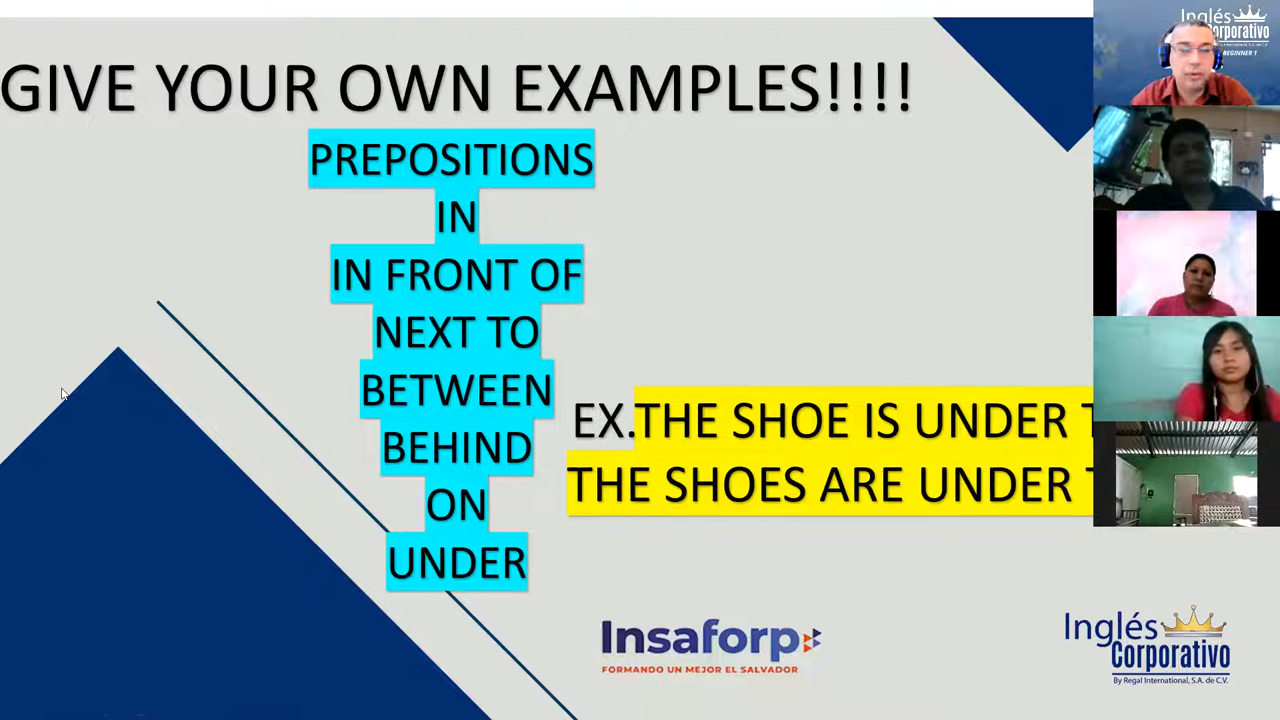 GIVE YOUR OWN EXAMPLES!!!!
PREPOSITIONS
IN
IN FRONT OF
NEXT TO
BETWEEN
BEHIND
ON
UNDER
EX.THE SHOE IS UNDER
THE SHOES ARE UNDER
Insaforp
FORMANDO UN MEJOR EL SALVADOR
Inglés
Corporativo
By Regal International, S.A. de C.V.
Inglés
Corporativo
BEGINNER 1